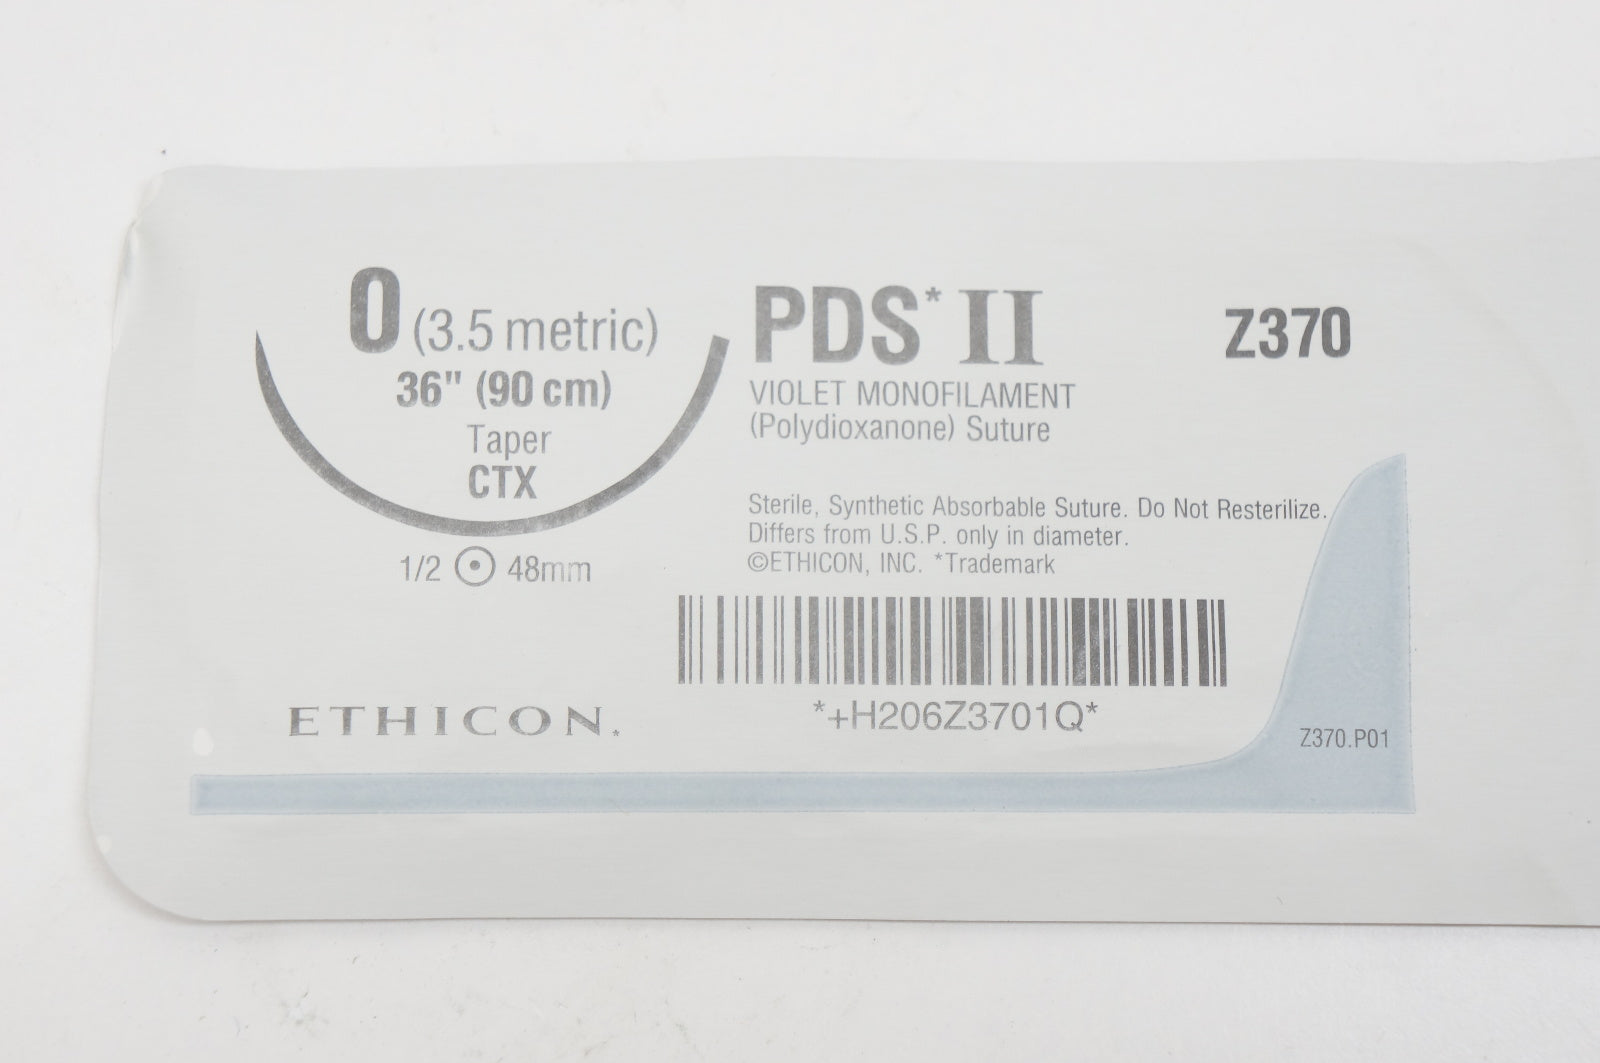 0 (3.5 metric)
36" (90 cm)
Taper
CTX
1/2 48mm
PDS* II
VIOLET MONOFILAMENT
(Polydioxanone) Suture
Z370
Sterile, Synthetic Absorbable Suture. Do Not Resterilize.
Differs from U.S.P. only in diameter.
©ETHICON, INC. *Trademark
*+H206Z3701Q*
ETHICON.*
Z370.P01